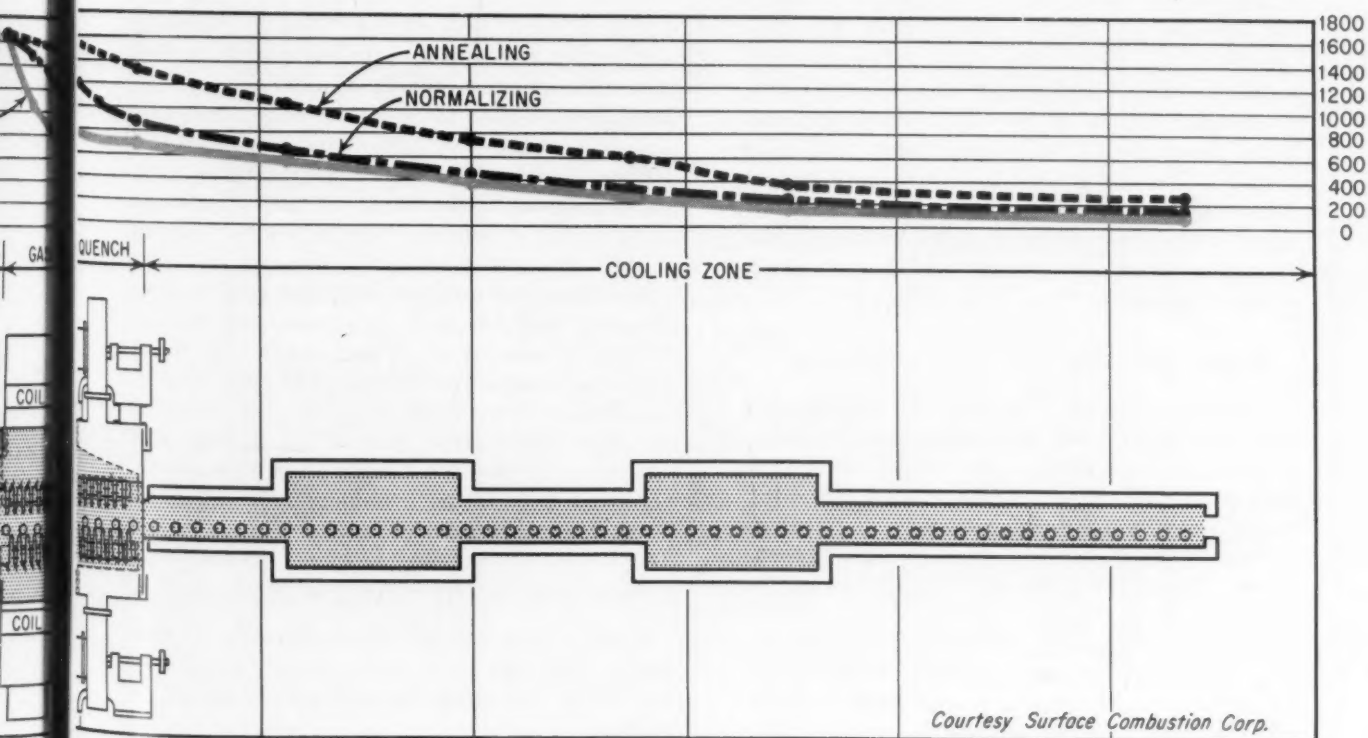 1800
1600
1400
1200
1000
800
600
400
200
0
ANNEALING
NORMALIZING
GAS QUENCH
COOLING ZONE
COIL
COIL
Courtesy Surface Combustion Corp.